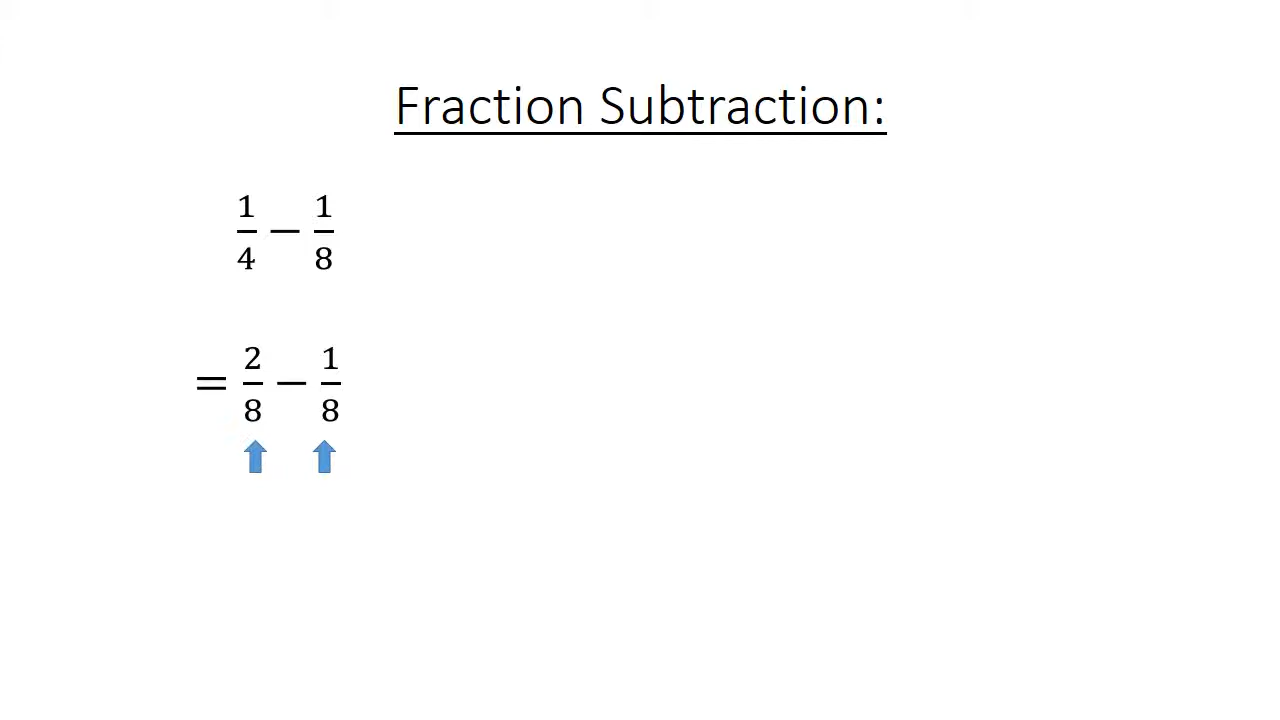 Fraction Subtraction:
1/4 − 1/8
= 2/8 − 1/8